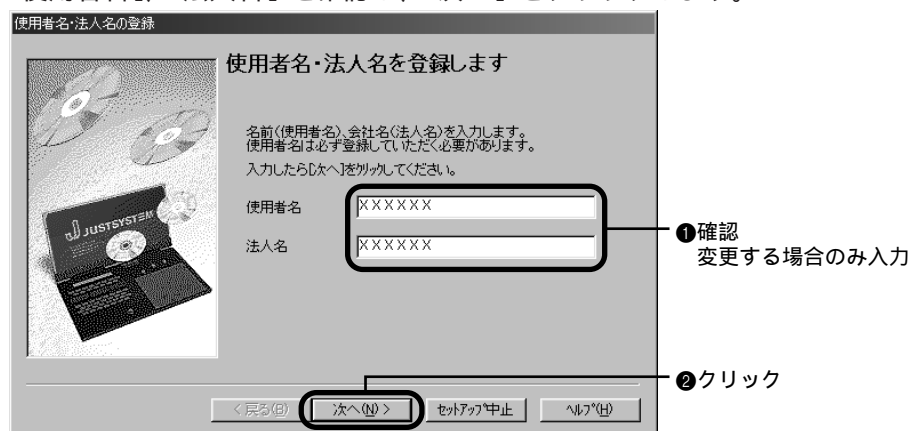 使用者名・法人名の登録
使用者名・法人名を登録します
名前(使用者名)、会社名(法人名)を入力します。
使用者名は必ず登録していただく必要があります。
入力したら[次へ]をクリックしてください。
使用者名 XXXXXX
法人名 XXXXXX
❶確認
変更する場合のみ入力
JUSTSYSTEM
❷クリック
<戻る(B) 次へ(N)> セットアップ中止 ヘルプ(H)